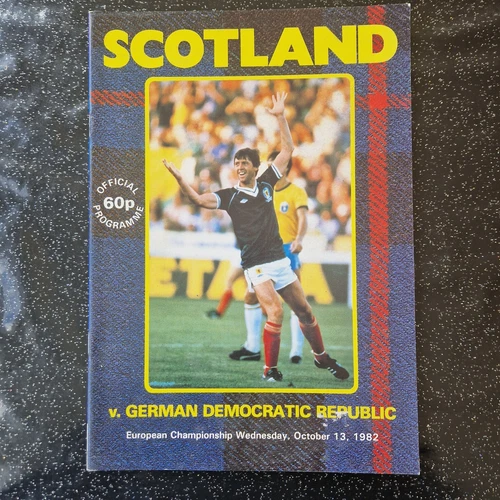 SCOTLAND
OFFICIAL
60p
PROGRAMME
v. GERMAN DEMOCRATIC REPUBLIC
European Championship Wednesday, October 13, 1982